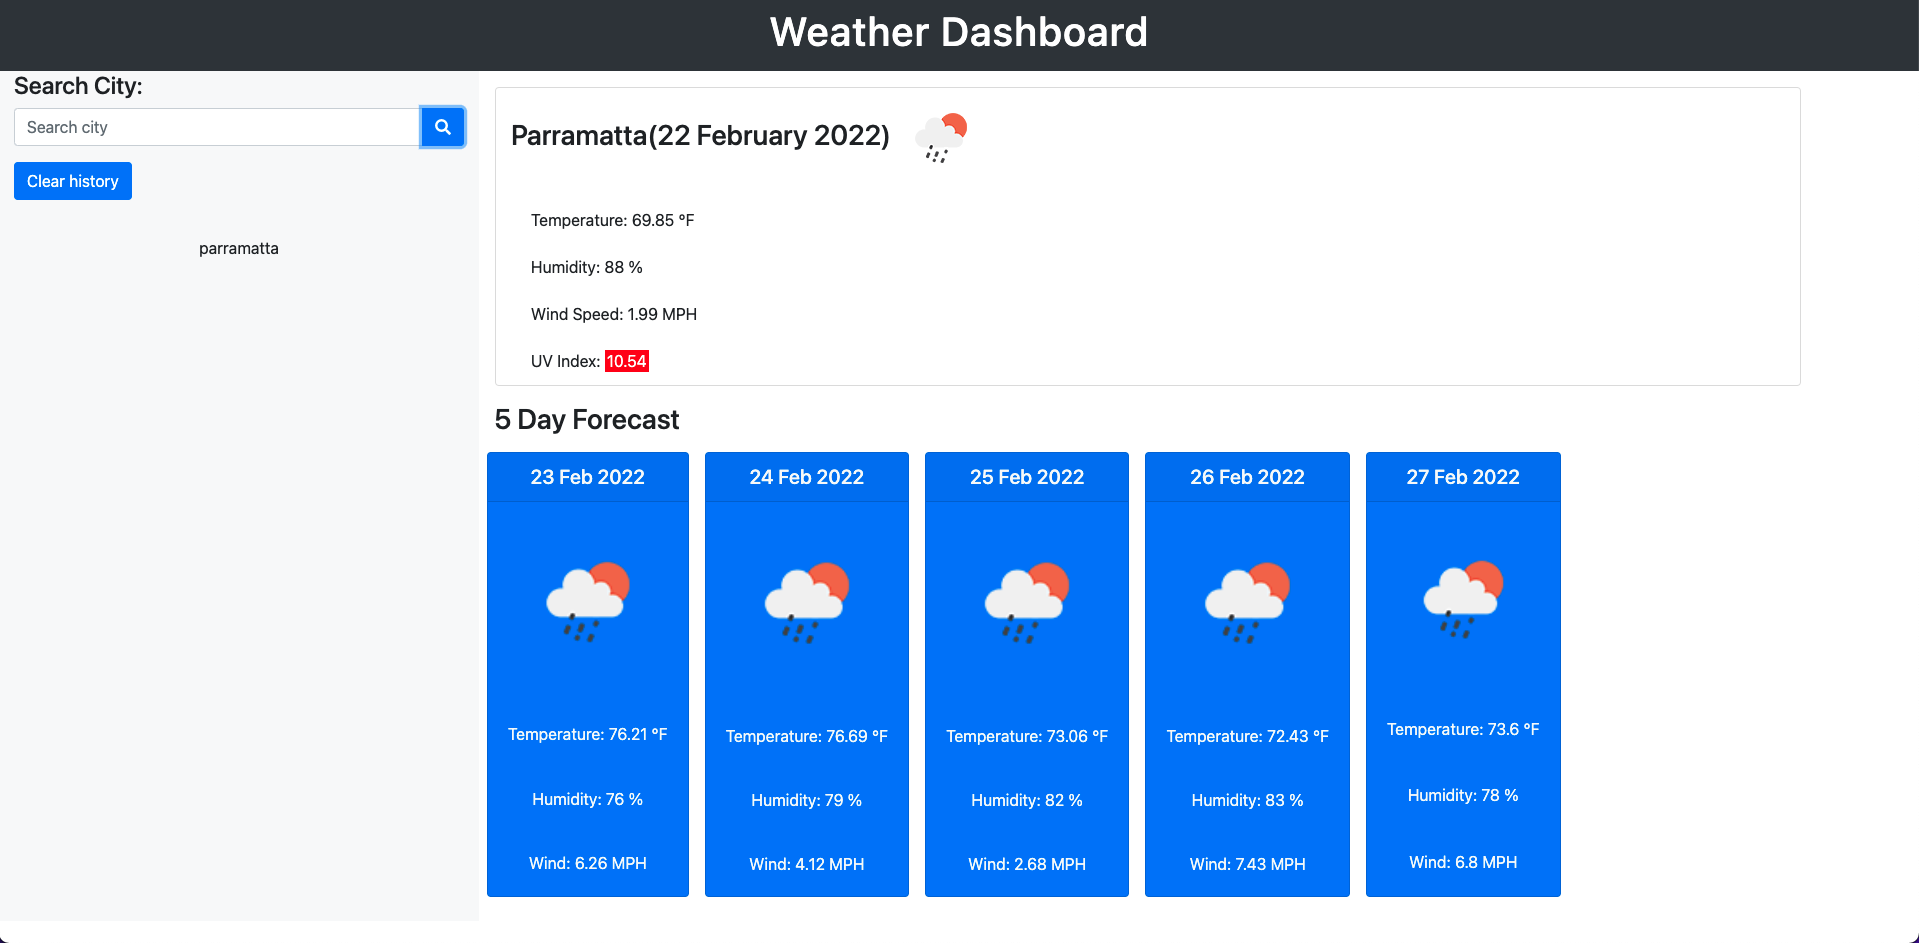 Weather Dashboard
Search City:
Search city
Clear history
parramatta
Parramatta(22 February 2022)
Temperature: 69.85 °F
Humidity: 88 %
Wind Speed: 1.99 MPH
UV Index: 10.54
5 Day Forecast
23 Feb 2022
Temperature: 76.21 °F
Humidity: 76 %
Wind: 6.26 MPH
24 Feb 2022
Temperature: 76.69 °F
Humidity: 79 %
Wind: 4.12 MPH
25 Feb 2022
Temperature: 73.06 °F
Humidity: 82 %
Wind: 2.68 MPH
26 Feb 2022
Temperature: 72.43 °F
Humidity: 83 %
Wind: 7.43 MPH
27 Feb 2022
Temperature: 73.6 °F
Humidity: 78 %
Wind: 6.8 MPH